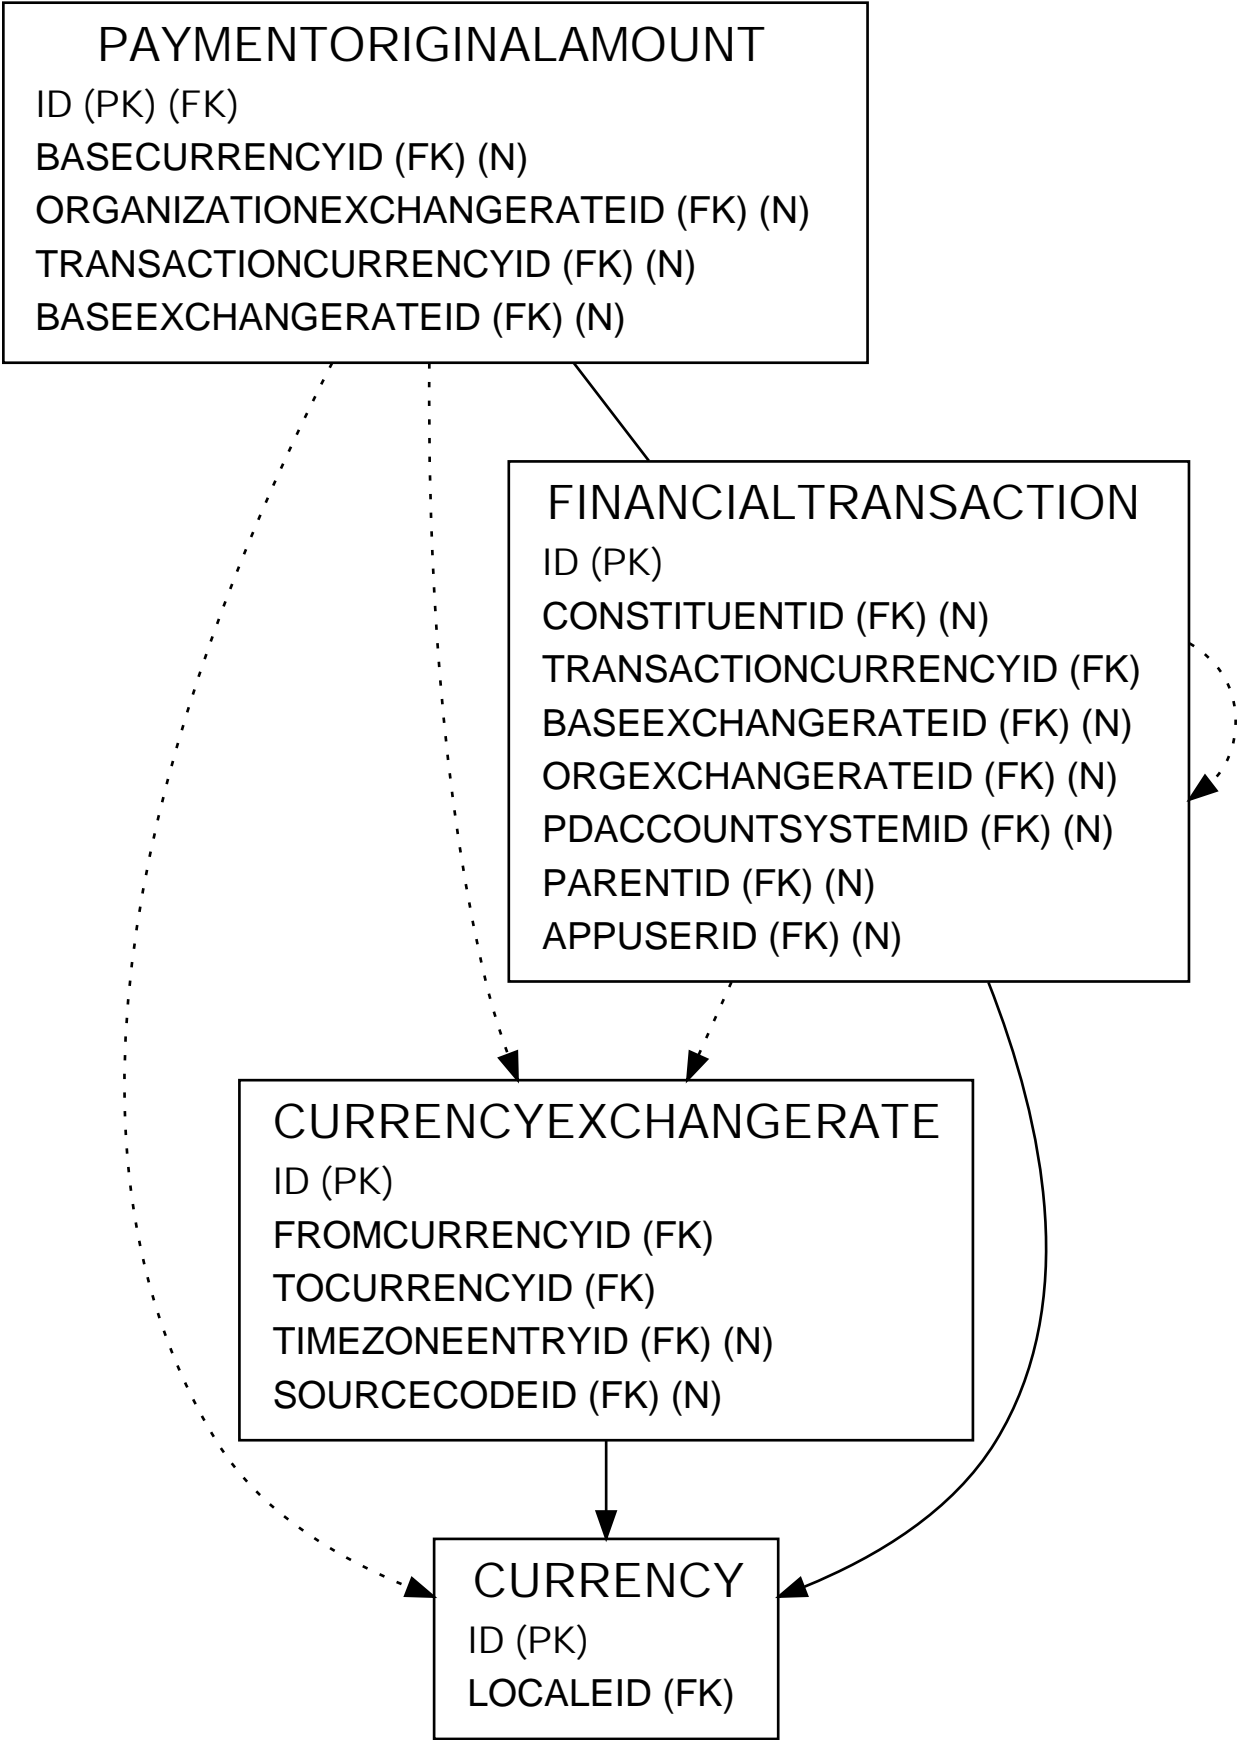 PAYMENTORIGINALAMOUNT
ID (PK) (FK)
BASECURRENCYID (FK) (N)
ORGANIZATIONEXCHANGERATEID (FK) (N)
TRANSACTIONCURRENCYID (FK) (N)
BASEEXCHANGERATEID (FK) (N)
FINANCIALTRANSACTION
ID (PK)
CONSTITUENTID (FK) (N)
TRANSACTIONCURRENCYID (FK)
BASEEXCHANGERATEID (FK) (N)
ORGEXCHANGERATEID (FK) (N)
PDACCOUNTSYSTEMID (FK) (N)
PARENTID (FK) (N)
APPUSERID (FK) (N)
CURRENCYEXCHANGERATE
ID (PK)
FROMCURRENCYID (FK)
TOCURRENCYID (FK)
TIMEZONEENTRYID (FK) (N)
SOURCECODEID (FK) (N)
CURRENCY
ID (PK)
LOCALEID (FK)